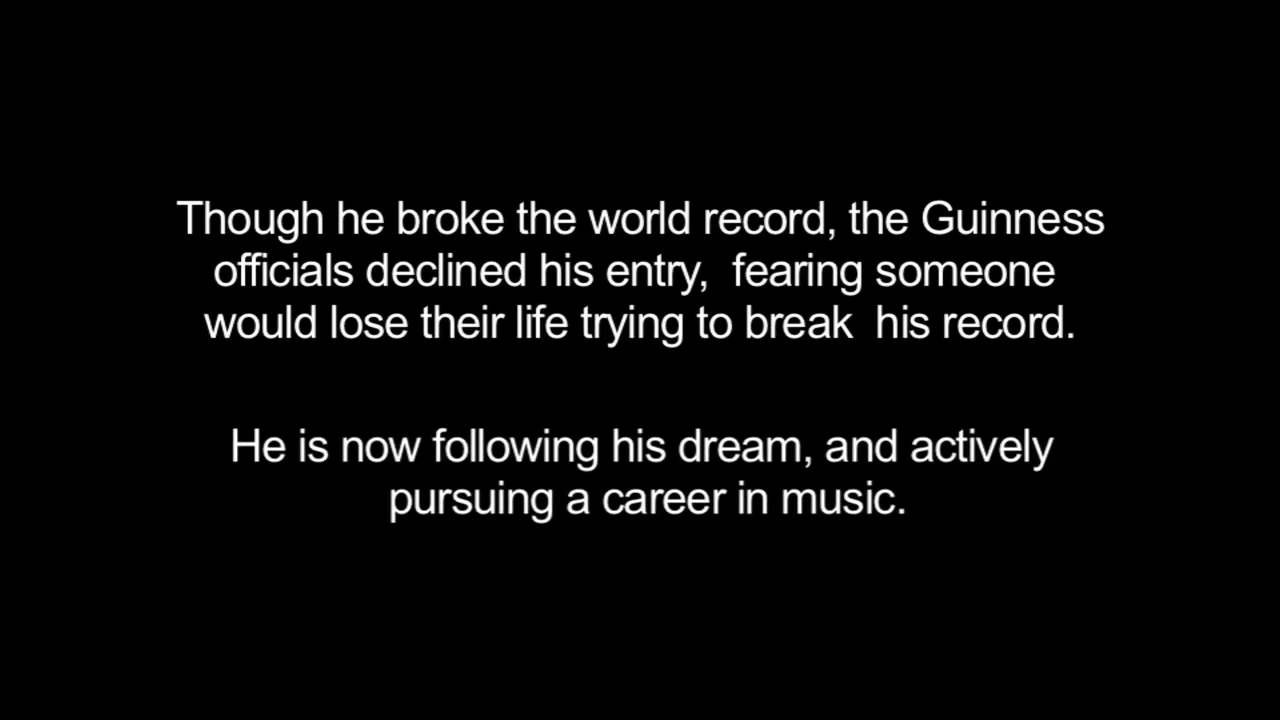 Though he broke the world record, the Guinness
officials declined his entry,  fearing someone
would lose their life trying to break  his record.
He is now following his dream, and actively
pursuing a career in music.